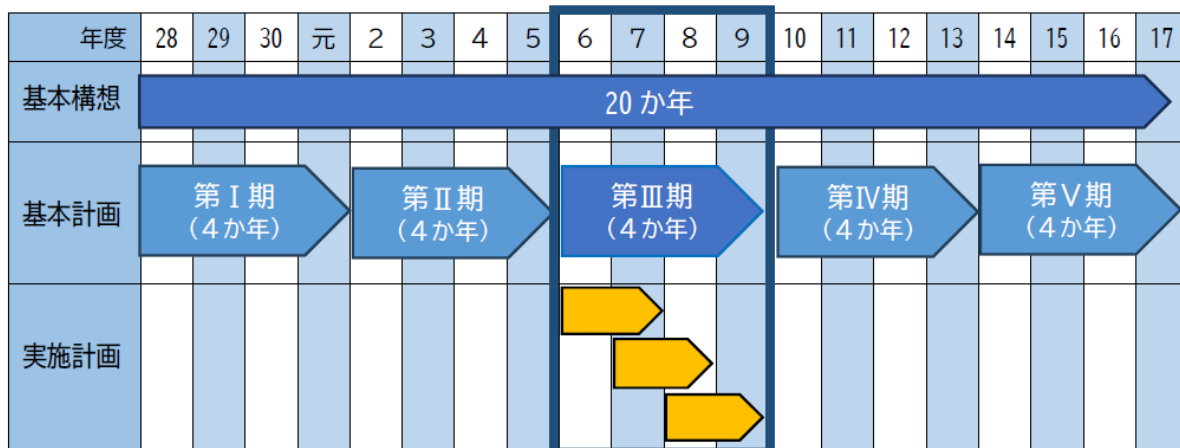 年度 28 29 30 元 2 3 4 5 6 7 8 9 10 11 12 13 14 15 16 17
基本構想 20か年
基本計画
第Ⅰ期
(4か年)
第Ⅱ期
(4か年)
第Ⅲ期
(4か年)
第Ⅳ期
(4か年)
第Ⅴ期
(4か年)
実施計画